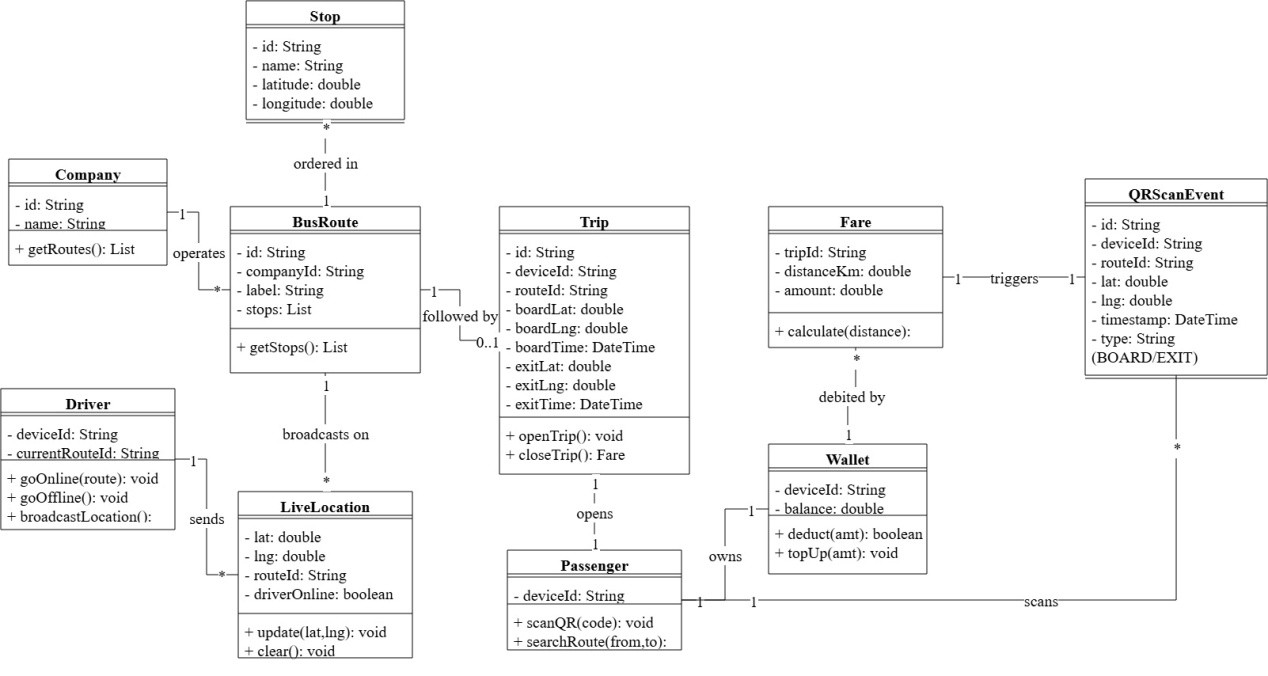 Stop
- id: String
- name: String
- latitude: double
- longitude: double
*
ordered in
1
Company
- id: String
- name: String
+ getRoutes(): List
1
operates
*
BusRoute
- id: String
- companyId: String
- label: String
- stops: List
+ getStops(): List
1
followed by
0..1
Trip
- id: String
- deviceId: String
- routeId: String
- boardLat: double
- boardLng: double
- boardTime: DateTime
- exitLat: double
- exitLng: double
- exitTime: DateTime
+ openTrip(): void
+ closeTrip(): Fare
Fare
- tripId: String
- distanceKm: double
- amount: double
+ calculate(distance):
1
triggers
1
QRScanEvent
- id: String
- deviceId: String
- routeId: String
- lat: double
- lng: double
- timestamp: DateTime
- type: String
(BOARD/EXIT)
1
broadcasts on
*
Driver
- deviceId: String
- currentRouteId: String
+ goOnline(route): void
+ goOffline(): void
+ broadcastLocation():
1
sends
*
LiveLocation
- lat: double
- lng: double
- routeId: String
- driverOnline: boolean
+ update(lat,lng): void
+ clear(): void
1
opens
1
Passenger
- deviceId: String
+ scanQR(code): void
+ searchRoute(from,to):
*
debited by
1
Wallet
- deviceId: String
- balance: double
+ deduct(amt): boolean
+ topUp(amt): void
1
owns
1
1
scans
*